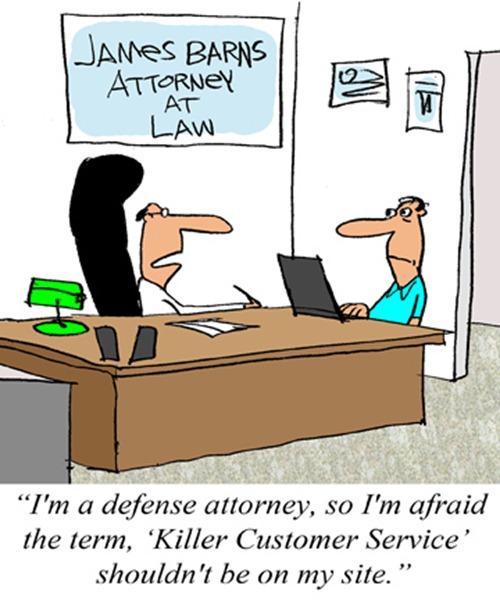 JAMES BARNS
ATTORNEY
AT
LAW
“I'm a defense attorney, so I'm afraid
the term, ‘Killer Customer Service’
shouldn't be on my site.”